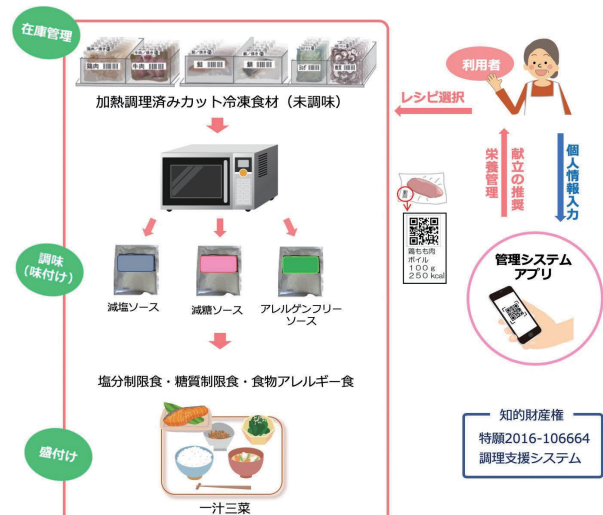 在庫管理
鶏肉
牛肉
鮭
鯖
加熱調理済みカット冷凍食材（未調味）
利用者
レシピ選択
献立の推奨
栄養管理
個人情報入力
鶏もも肉
ボイル
100g
250 kcal
管理システム
アプリ
調味
（味付け）
減塩ソース
減糖ソース
アレルゲンフリー
ソース
塩分制限食・糖質制限食・食物アレルギー食
盛付け
一汁三菜
知的財産権
特願2016-106664
調理支援システム